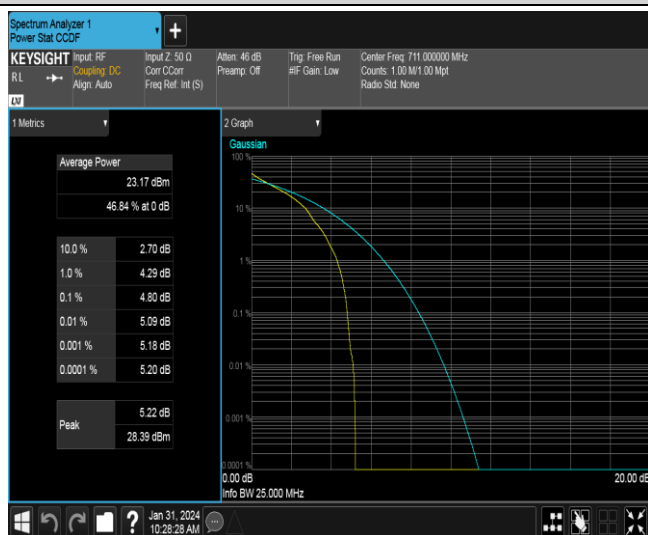 Spectrum Analyzer 1
Power Stat CCDF
+
KEYSIGHT
RL
LXI
Input: RF
Coupling: DC
Align: Auto
Input Z: 50 Ω
Corr CCorr
Freq Ref: Int (S)
Atten: 46 dB
Preamp: Off
Trig: Free Run
#IF Gain: Low
Center Freq: 711.000000 MHz
Counts: 1.00 M/1.00 Mpt
Radio Std: None
1 Metrics
Average Power
23.17 dBm
46.84 % at 0 dB
10.0 % 2.70 dB
1.0 % 4.29 dB
0.1 % 4.80 dB
0.01 % 5.09 dB
0.001 % 5.18 dB
0.0001 % 5.20 dB
Peak
5.22 dB
28.39 dBm
2 Graph
Gaussian
100 %
10 %
1 %
0.1 %
0.01 %
0.001 %
0.0001 %
0.00 dB
20.00 dB
Info BW 25.000 MHz
?
Jan 31, 2024
10:28:28 AM